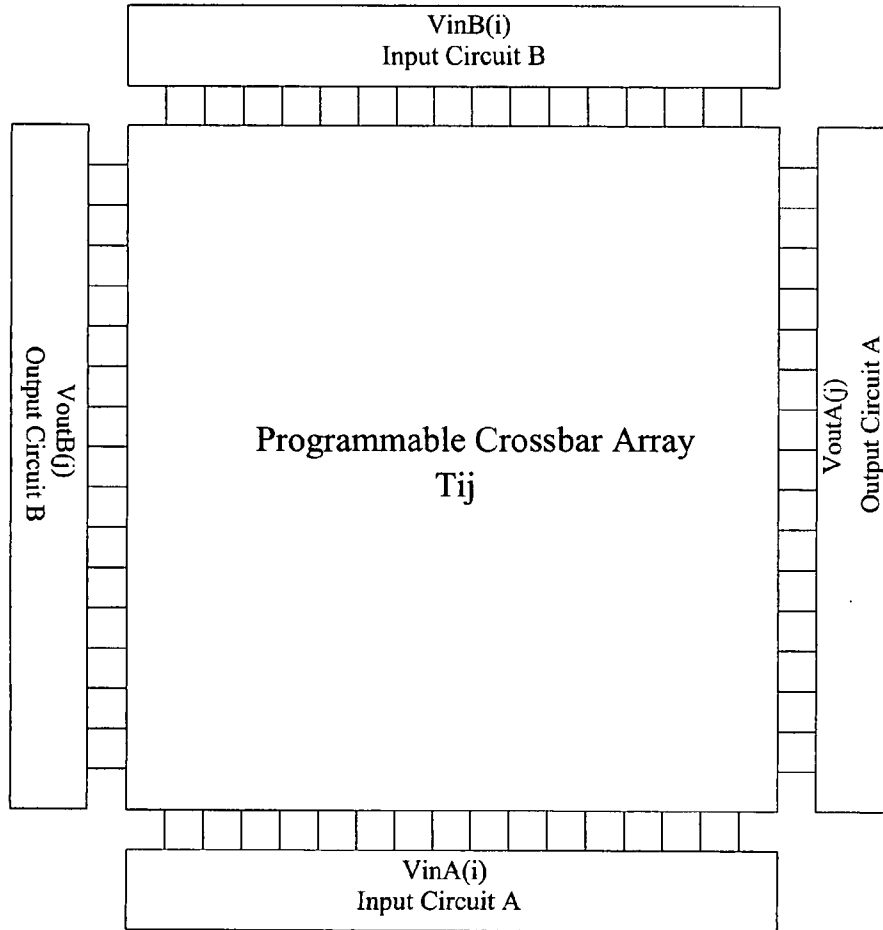 VinB(i)
Input Circuit B
VoutB(j)
Output Circuit B
Programmable Crossbar Array
Tij
VoutA(j)
Output Circuit A
VinA(i)
Input Circuit A